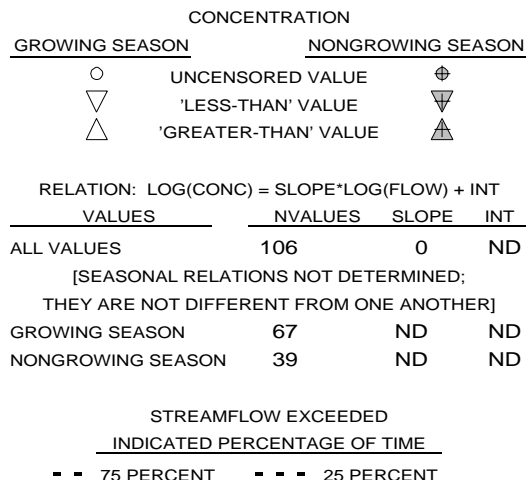 CONCENTRATION
GROWING SEASON NONGROWING SEASON
UNCENSORED VALUE
'LESS-THAN' VALUE
'GREATER-THAN' VALUE
RELATION: LOG(CONC) = SLOPE*LOG(FLOW) + INT
VALUES NVALUES SLOPE INT
ALL VALUES 106 0 ND
[SEASONAL RELATIONS NOT DETERMINED;
THEY ARE NOT DIFFERENT FROM ONE ANOTHER]
GROWING SEASON 67 ND ND
NONGROWING SEASON 39 ND ND
STREAMFLOW EXCEEDED
INDICATED PERCENTAGE OF TIME
75 PERCENT 25 PERCENT